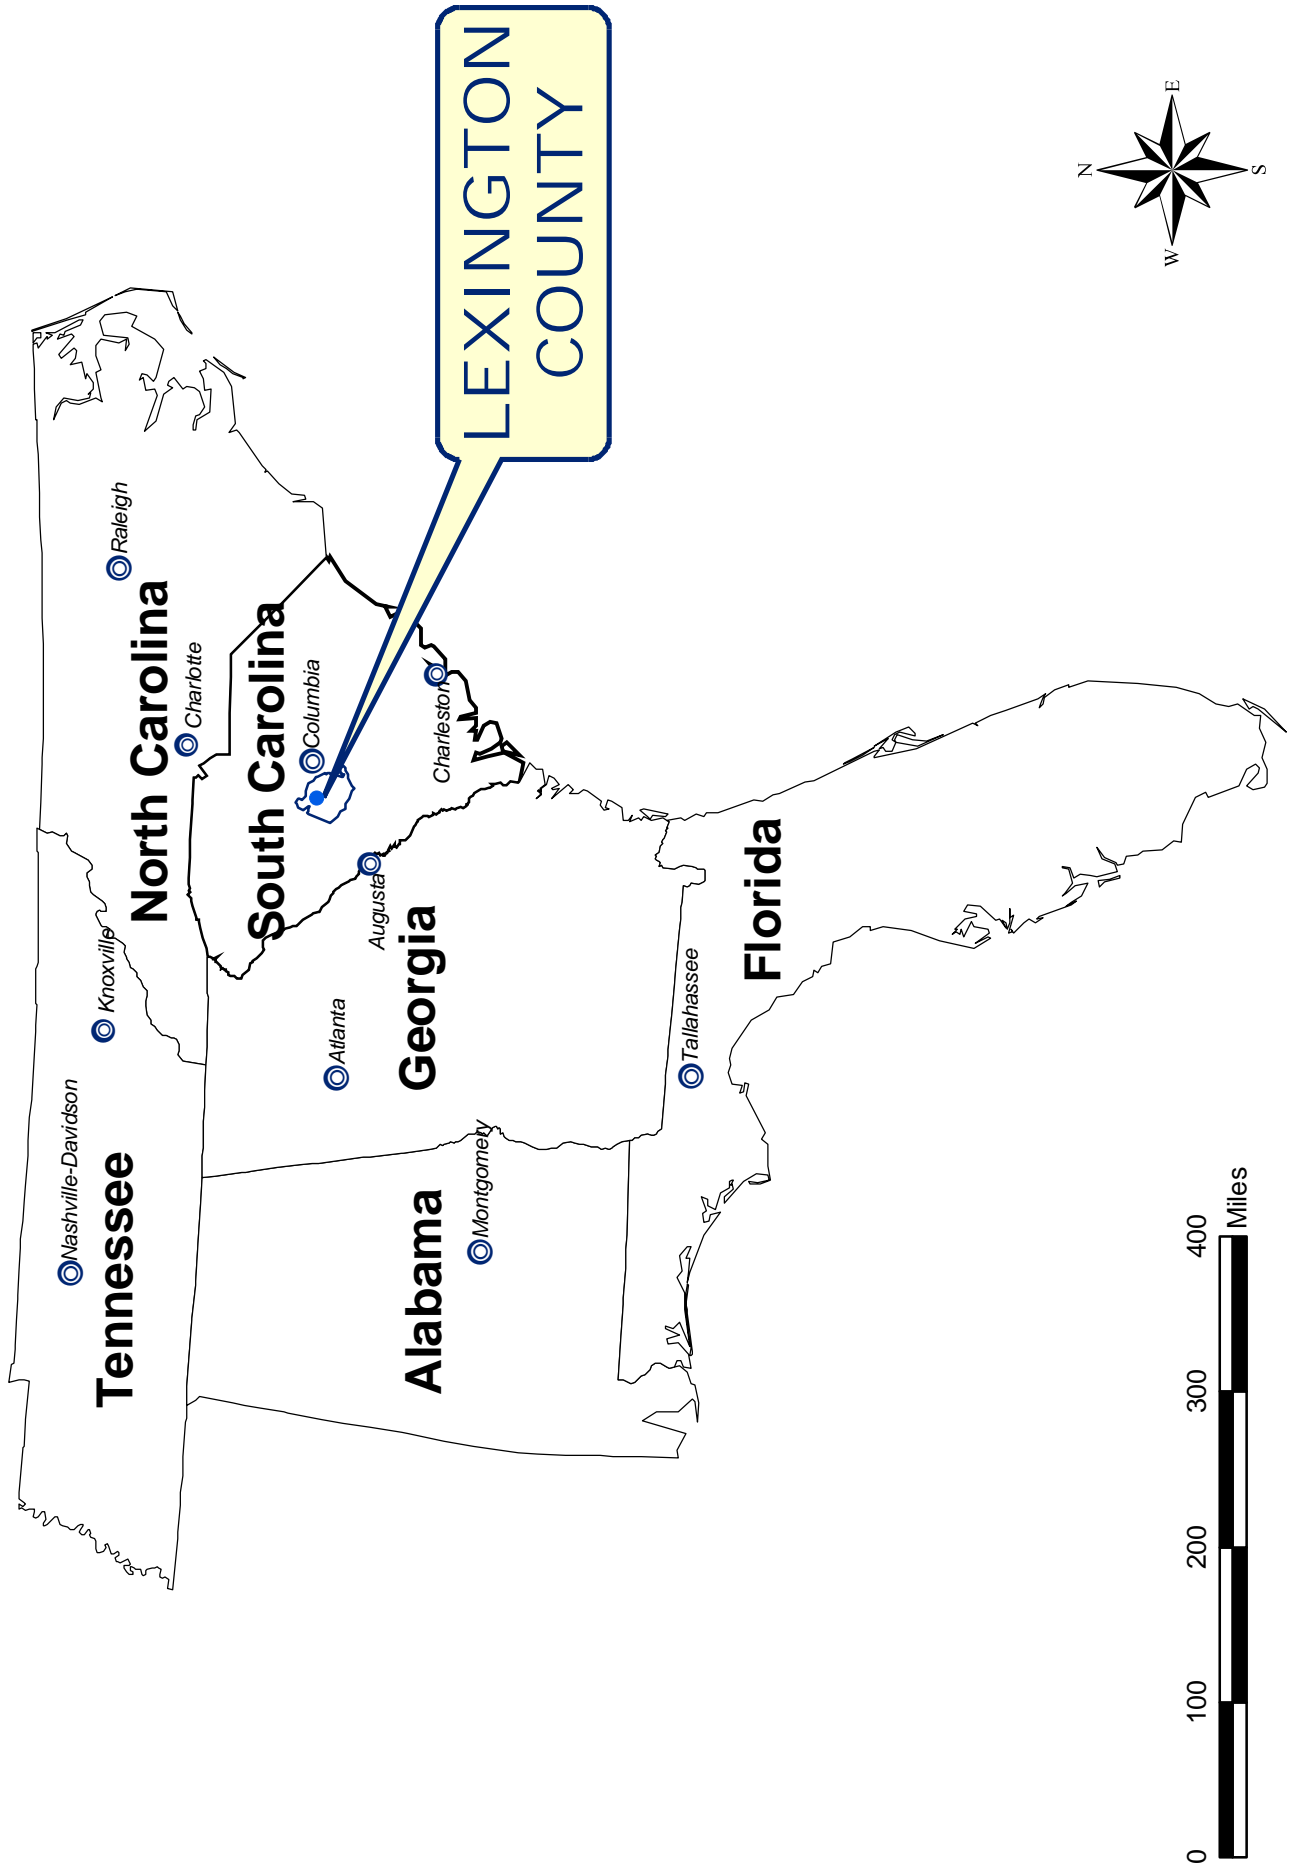 Tennessee
Nashville-Davidson
Knoxville
North Carolina
Raleigh
Charlotte
South Carolina
Columbia
Charleston
LEXINGTON
COUNTY
Georgia
Atlanta
Augusta
Alabama
Montgomery
Florida
Tallahassee
N
W
E
S
0
100
200
300
400
Miles